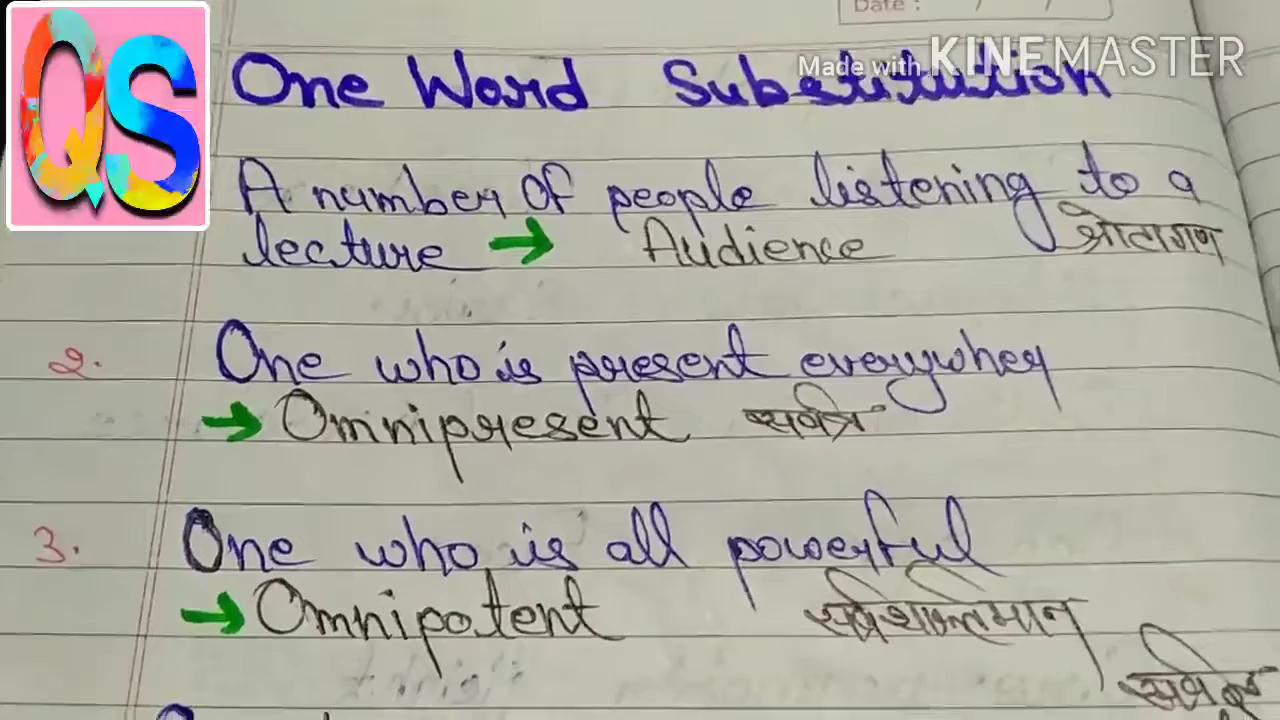 Date : / /
QS
Made with KINEMASTER
One Word Substitution
A number of people listening to a
lecture → Audience श्रोतागण
2. One who is present everywher
→ Omnipresent सर्वत्र
3. One who is all powerful
→ Omnipotent सर्वशक्तिमान